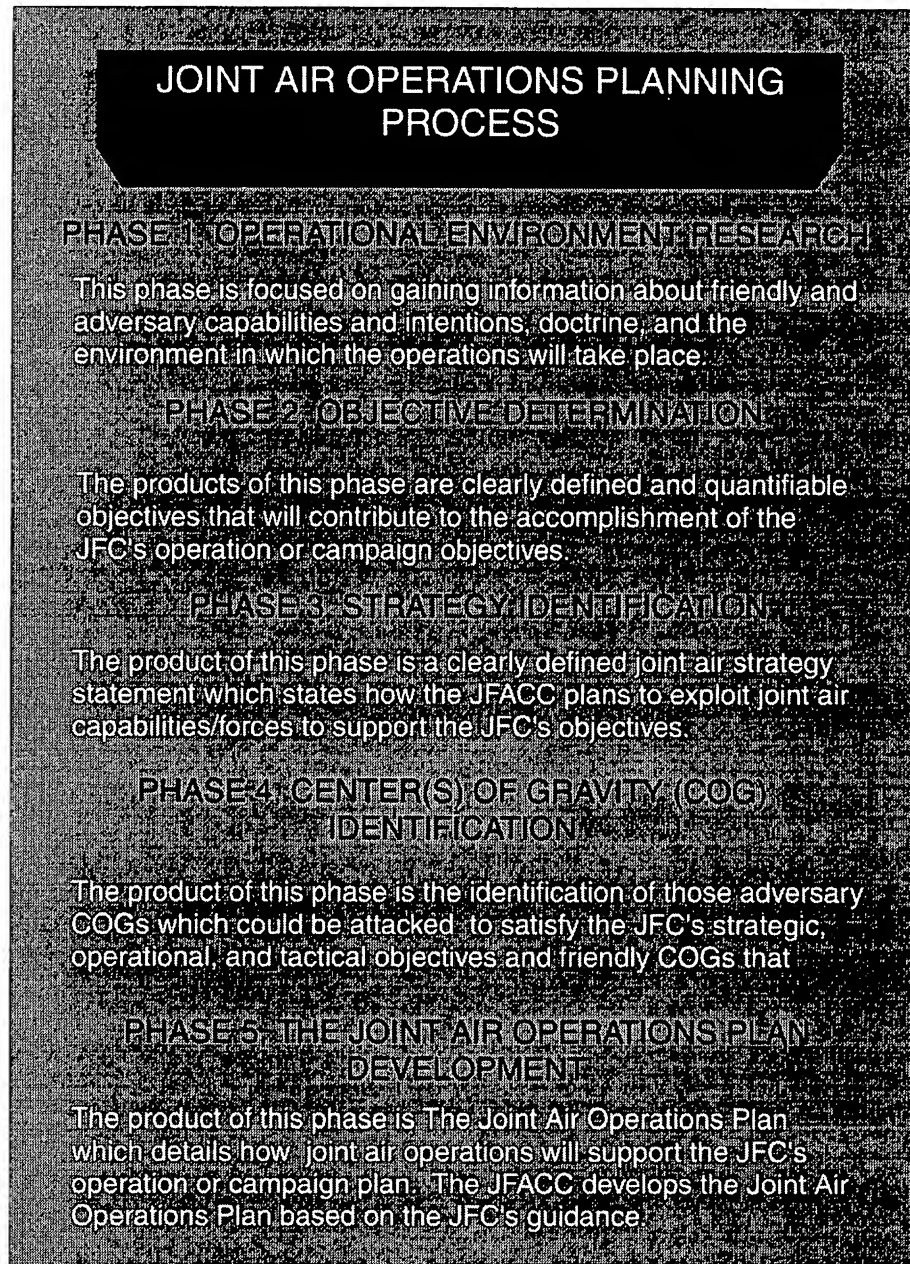 JOINT AIR OPERATIONS PLANNING
PROCESS
PHASE 1: OPERATIONAL ENVIRONMENT RESEARCH
This phase is focused on gaining information about friendly and
adversary capabilities and intentions, doctrine, and the
environment in which the operations will take place.
PHASE 2: OBJECTIVE DETERMINATION
The products of this phase are clearly defined and quantifiable
objectives that will contribute to the accomplishment of the
JFC's operation or campaign objectives.
PHASE 3: STRATEGY IDENTIFICATION
The product of this phase is a clearly defined joint air strategy
statement which states how the JFACC plans to exploit joint air
capabilities/forces to support the JFC's objectives.
PHASE 4: CENTER(S) OF GRAVITY (COG)
IDENTIFICATION
The product of this phase is the identification of those adversary
COGs which could be attacked to satisfy the JFC's strategic,
operational, and tactical objectives and friendly COGs that
PHASE 5: THE JOINT AIR OPERATIONS PLAN
DEVELOPMENT
The product of this phase is The Joint Air Operations Plan
which details how joint air operations will support the JFC's
operation or campaign plan. The JFACC develops the Joint Air
Operations Plan based on the JFC's guidance.